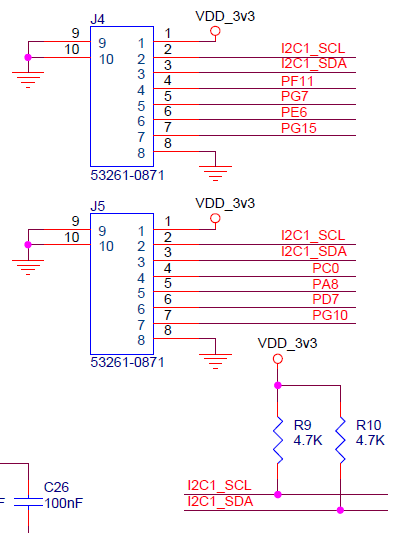 J4
VDD_3v3
9 9 1 1
10 10 2 2 I2C1_SCL
3 3 I2C1_SDA
4 4 PF11
5 5 PG7
6 6 PE6
7 7 PG15
8 8
53261-0871
J5
VDD_3v3
9 9 1 1
10 10 2 2 I2C1_SCL
3 3 I2C1_SDA
4 4 PC0
5 5 PA8
6 6 PD7
7 7 PG10
8 8
53261-0871
VDD_3v3
R9 R10
4.7K 4.7K
C26
F 100nF
I2C1_SCL
I2C1_SDA